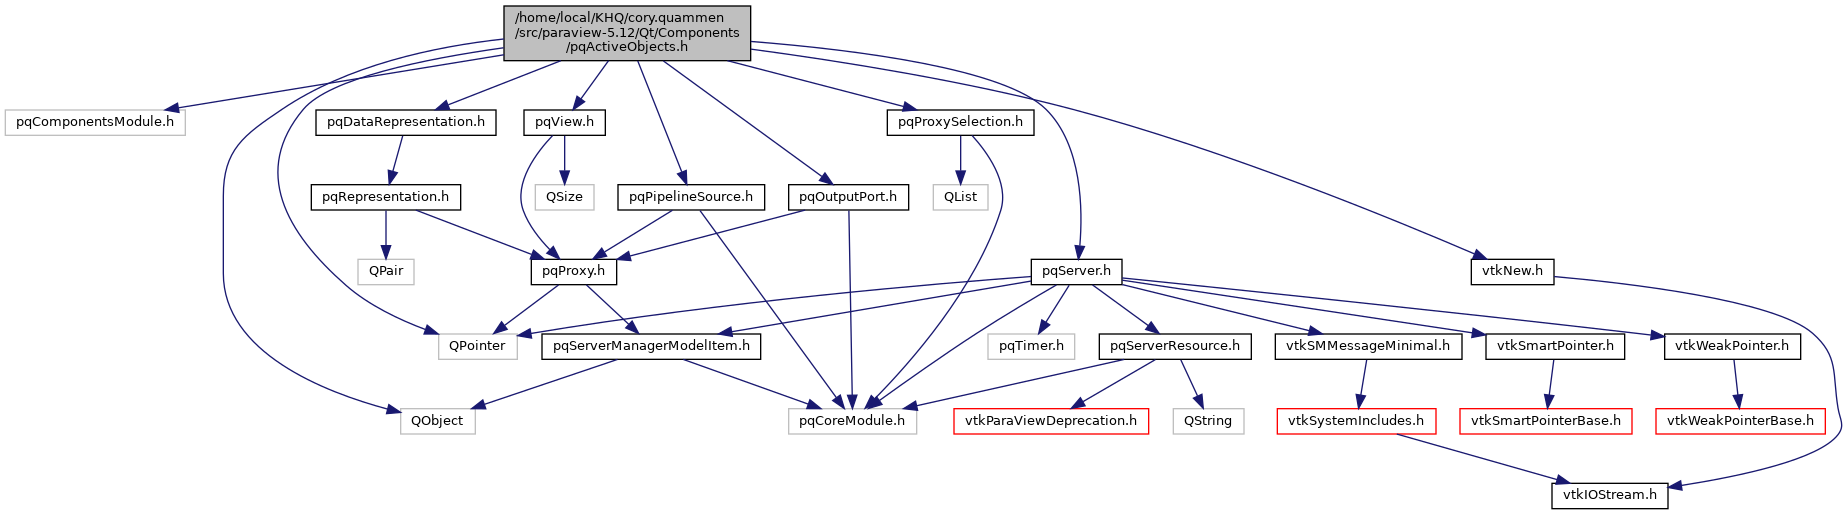 /home/local/KHQ/cory.quammen
/src/paraview-5.12/Qt/Components
/pqActiveObjects.h
pqComponentsModule.h
pqDataRepresentation.h
pqView.h
pqProxySelection.h
pqRepresentation.h
QSize
pqPipelineSource.h
pqOutputPort.h
QList
QPair
pqProxy.h
pqServer.h
vtkNew.h
QPointer
pqServerManagerModelItem.h
pqTimer.h
pqServerResource.h
vtkSMMessageMinimal.h
vtkSmartPointer.h
vtkWeakPointer.h
QObject
pqCoreModule.h
vtkParaViewDeprecation.h
QString
vtkSystemIncludes.h
vtkSmartPointerBase.h
vtkWeakPointerBase.h
vtkIOStream.h